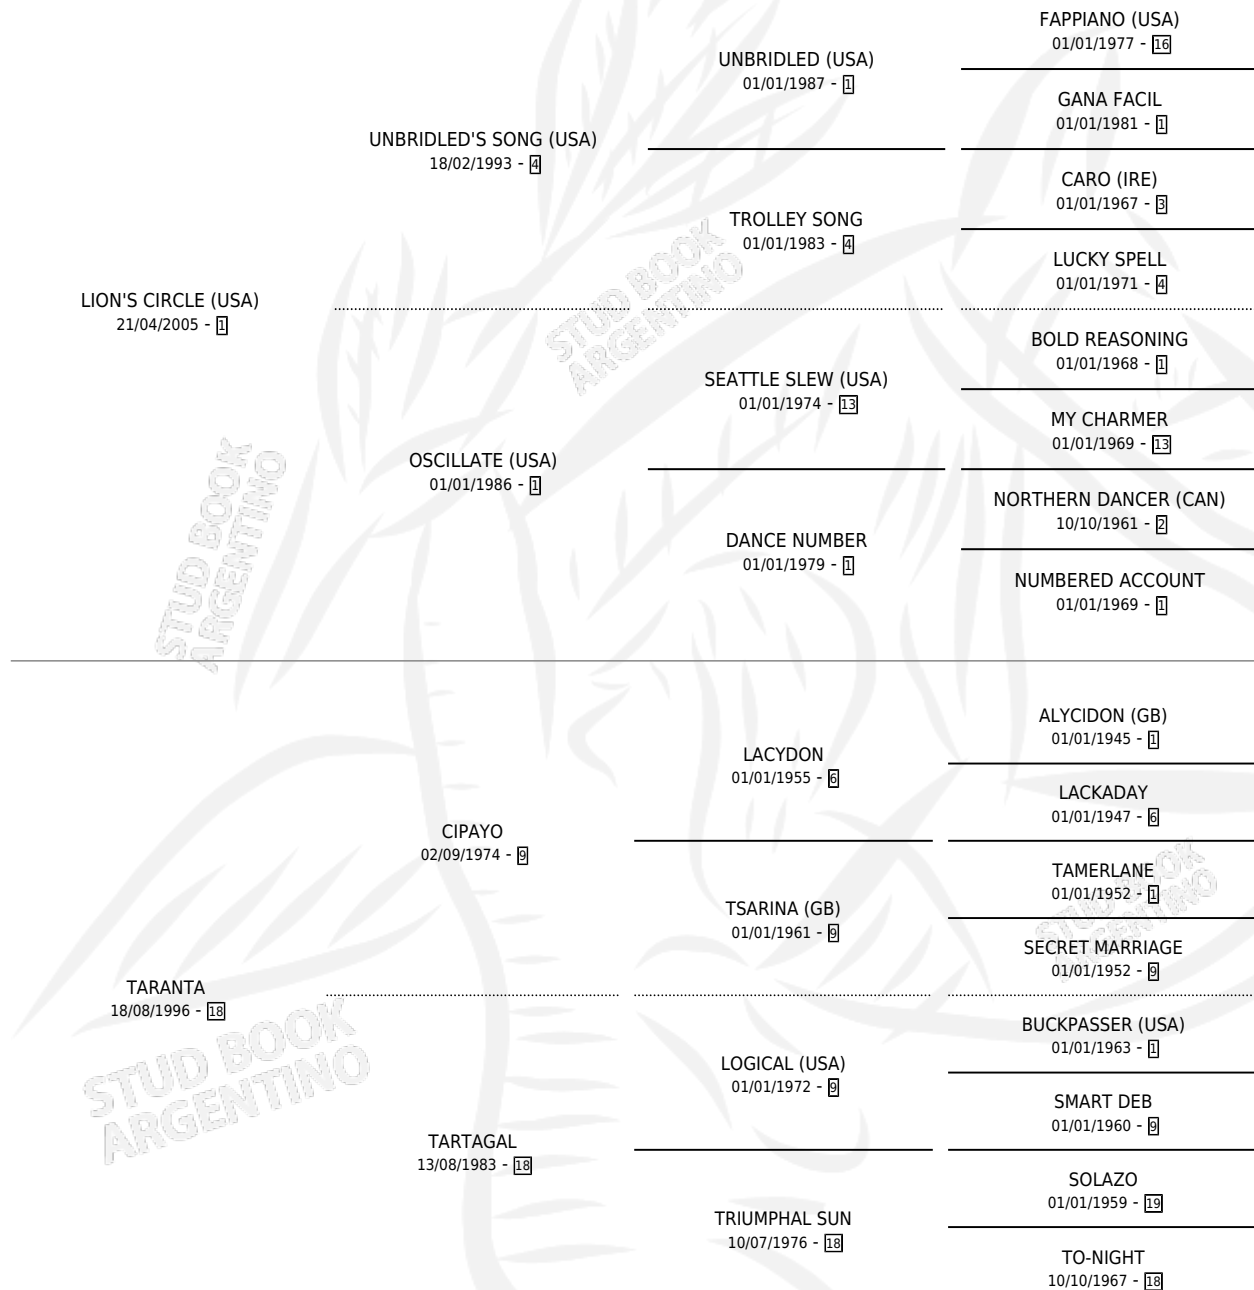 FAPPIANO (USA)
01/01/1977 - 16
UNBRIDLED (USA)
01/01/1987 - 1
GANA FACIL
01/01/1981 - 1
UNBRIDLED'S SONG (USA)
18/02/1993 - 4
CARO (IRE)
01/01/1967 - 3
TROLLEY SONG
01/01/1983 - 4
LUCKY SPELL
01/01/1971 - 4
LION'S CIRCLE (USA)
21/04/2005 - 1
BOLD REASONING
01/01/1968 - 1
SEATTLE SLEW (USA)
01/01/1974 - 13
MY CHARMER
01/01/1969 - 13
OSCILLATE (USA)
01/01/1986 - 1
NORTHERN DANCER (CAN)
10/10/1961 - 2
DANCE NUMBER
01/01/1979 - 1
NUMBERED ACCOUNT
01/01/1969 - 1
ALYCIDON (GB)
01/01/1945 - 1
LACYDON
01/01/1955 - 6
LACKADAY
01/01/1947 - 6
CIPAYO
02/09/1974 - 9
TAMERLANE
01/01/1952 - 1
TSARINA (GB)
01/01/1961 - 9
SECRET MARRIAGE
01/01/1952 - 9
TARANTA
18/08/1996 - 18
BUCKPASSER (USA)
01/01/1963 - 1
LOGICAL (USA)
01/01/1972 - 9
SMART DEB
01/01/1960 - 9
TARTAGAL
13/08/1983 - 18
SOLAZO
01/01/1959 - 19
TRIUMPHAL SUN
10/07/1976 - 18
TO-NIGHT
10/10/1967 - 18
STUD BOOK
ARGENTINO
STUD BOOK
ARGENTINO
STUD BOOK
ARGENTINO
STUD BOOK
ARGENTINO